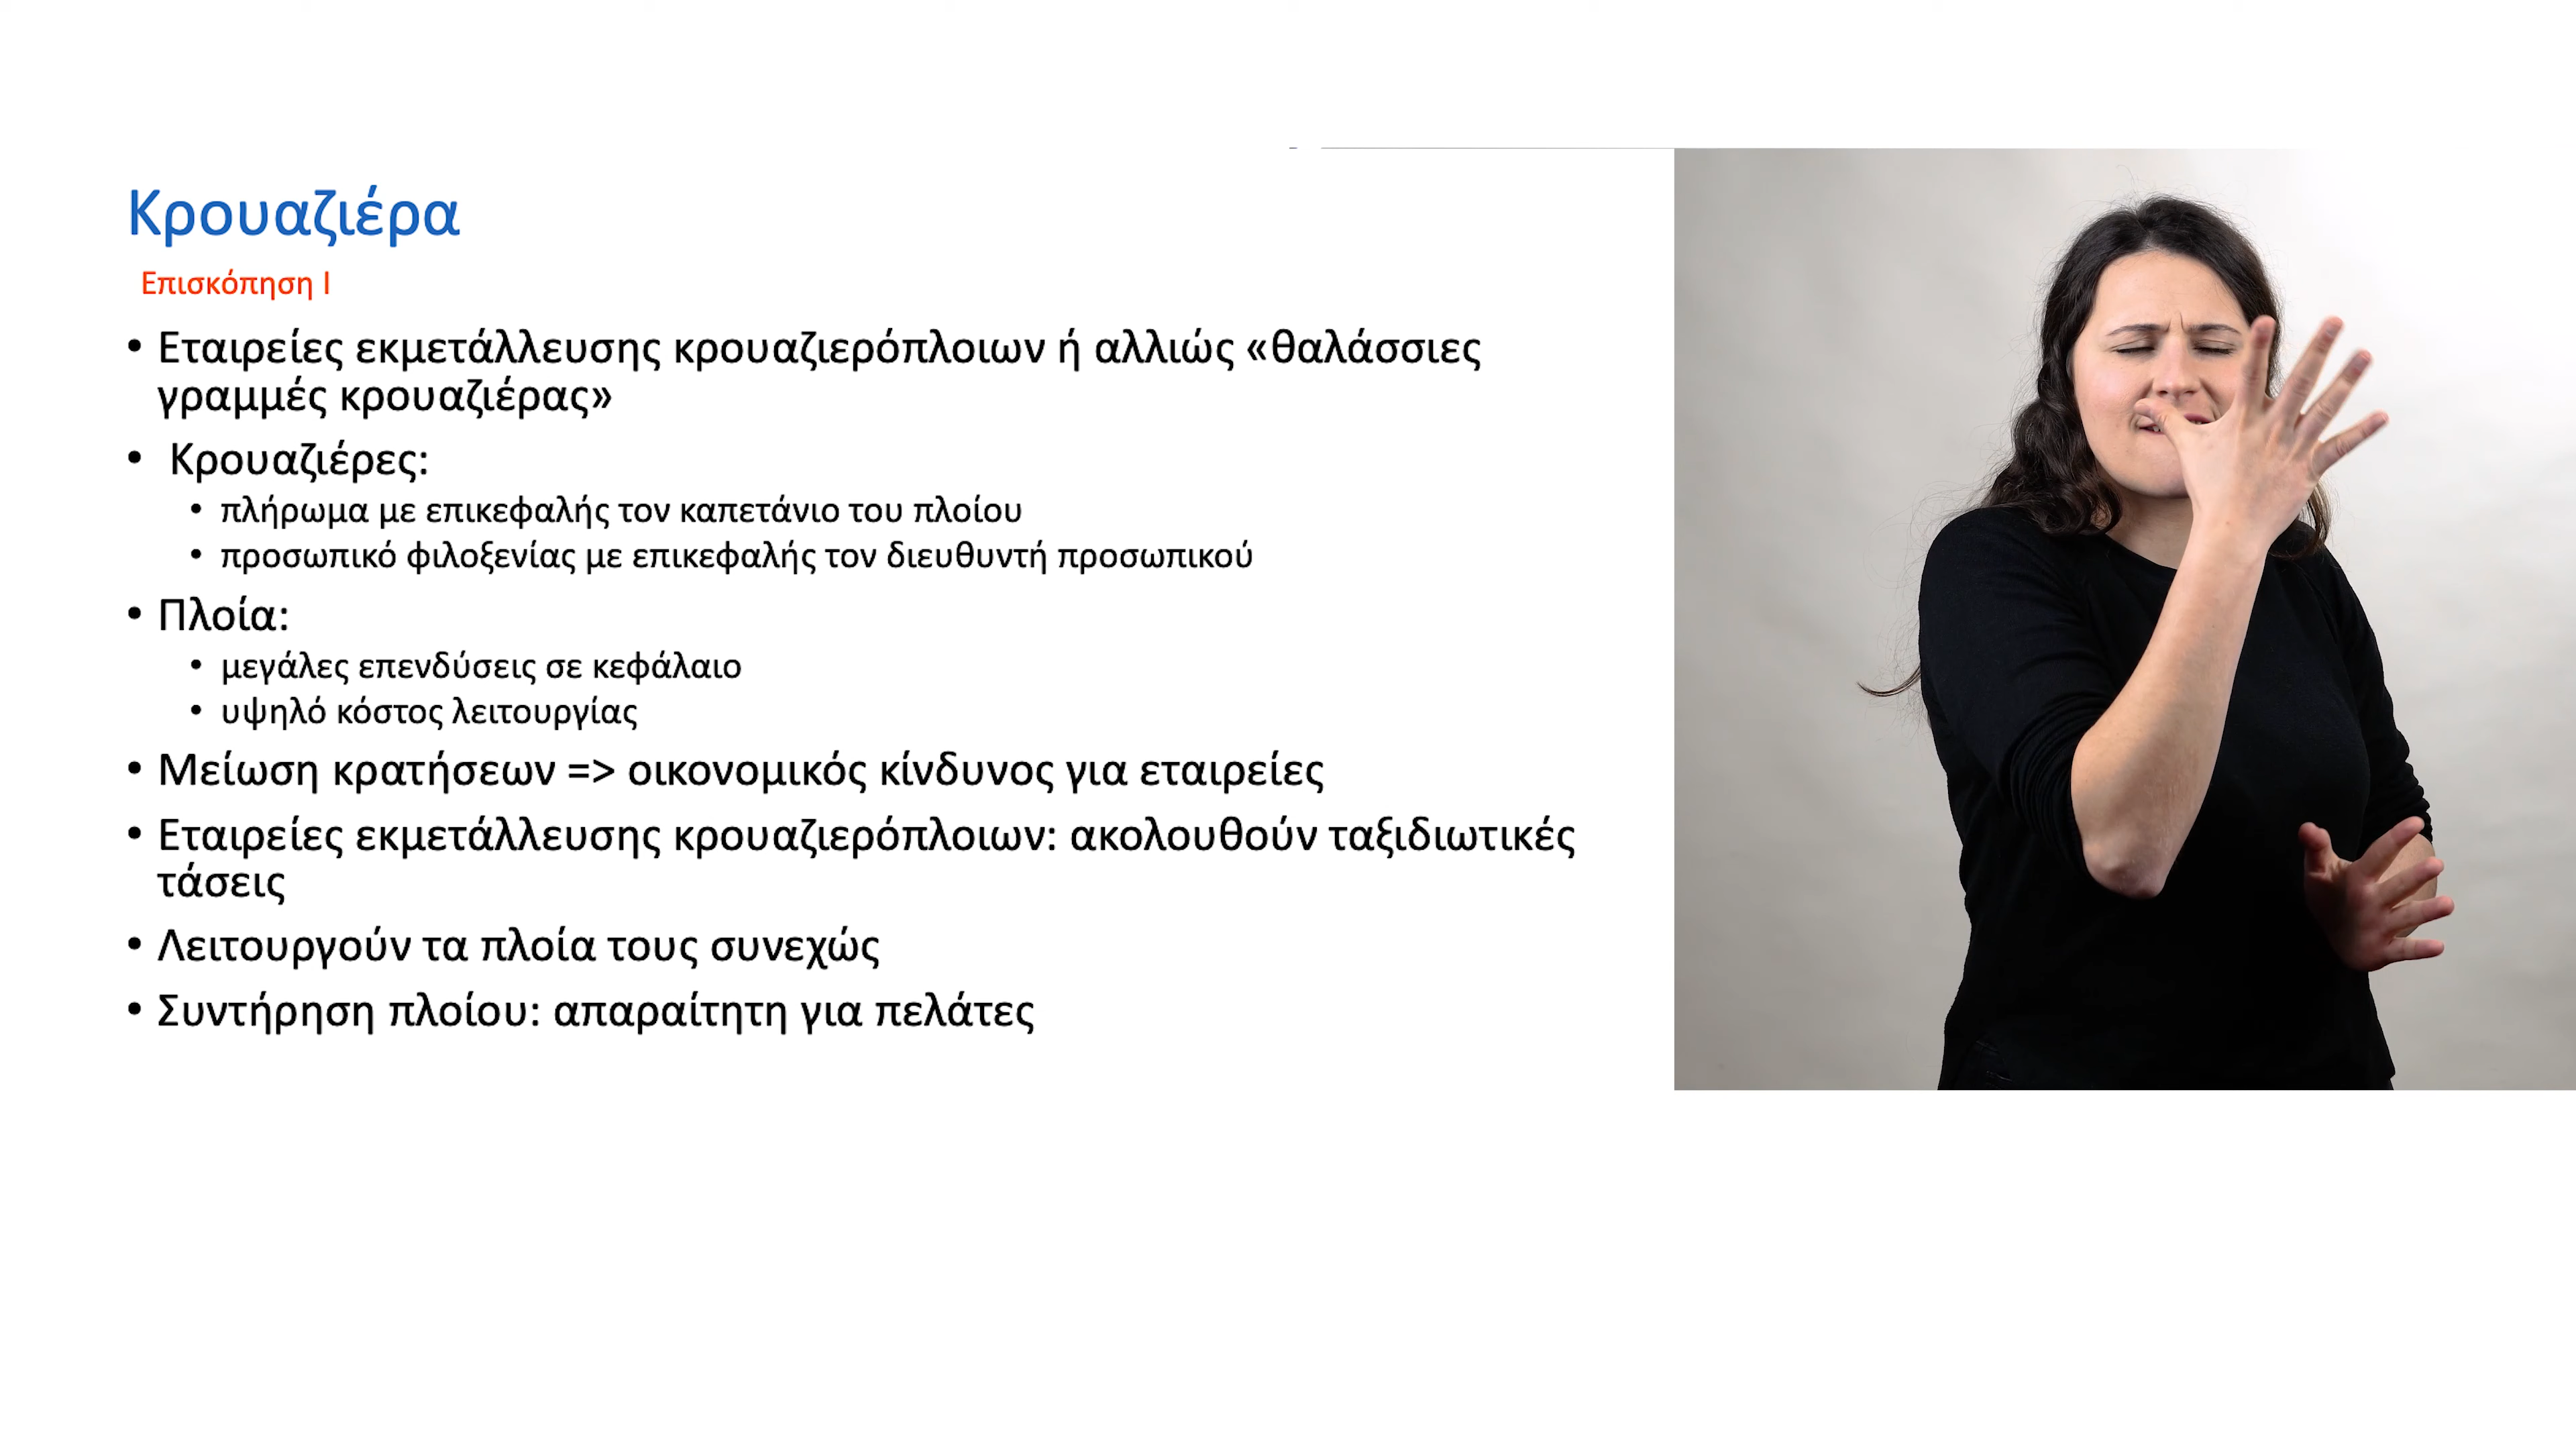 Κρουαζιέρα
Επισκόπηση Ι
• Εταιρείες εκμετάλλευσης κρουαζιερόπλοιων ή αλλιώς «θαλάσσιες
γραμμές κρουαζιέρας»
• Κρουαζιέρες:
• πλήρωμα με επικεφαλής τον καπετάνιο του πλοίου
• προσωπικό φιλοξενίας με επικεφαλής τον διευθυντή προσωπικού
• Πλοία:
• μεγάλες επενδύσεις σε κεφάλαιο
• υψηλό κόστος λειτουργίας
• Μείωση κρατήσεων => οικονομικός κίνδυνος για εταιρείες
• Εταιρείες εκμετάλλευσης κρουαζιερόπλοιων: ακολουθούν ταξιδιωτικές
τάσεις
• Λειτουργούν τα πλοία τους συνεχώς
• Συντήρηση πλοίου: απαραίτητη για πελάτες